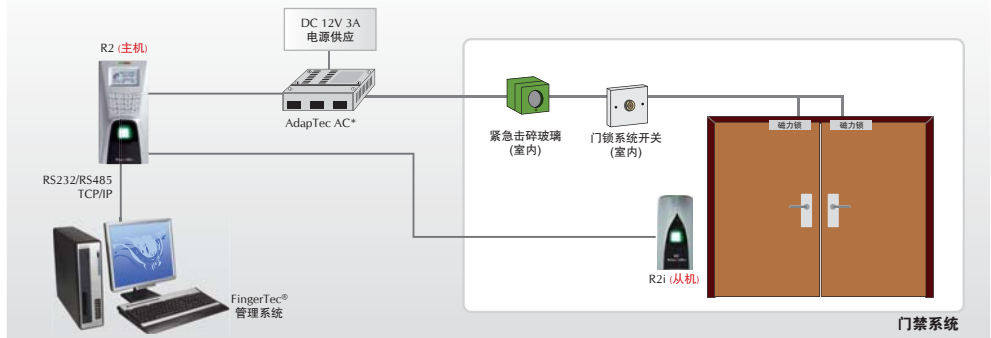 DC 12V 3A
电源供应
R2 (主机)
AdapTec AC*
紧急击碎玻璃
(室内)
门锁系统开关
(室内)
磁力锁
磁力锁
RS232/RS485
TCP/IP
R2i (从机)
FingerTec®
管理系统
门禁系统